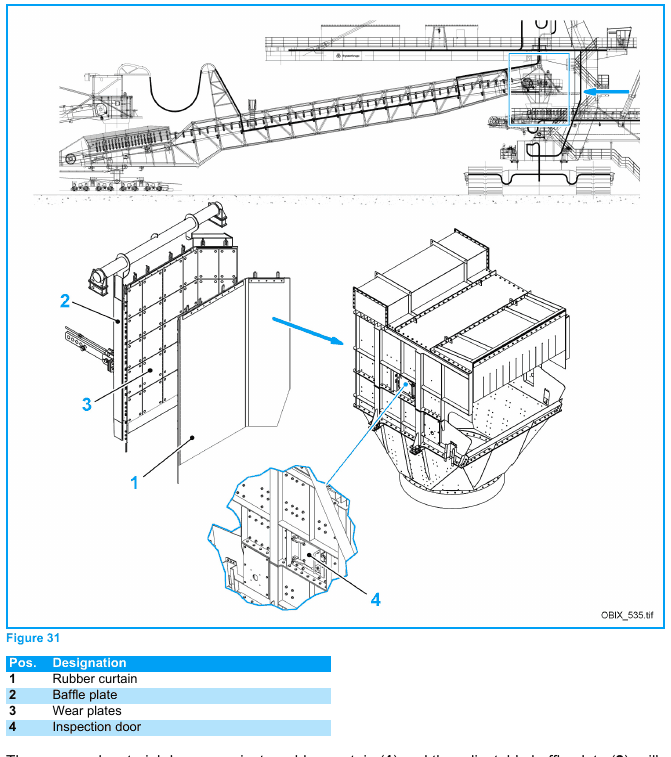 2
3
1
4
OBIX_535.tif
Figure 31
Pos. Designation
1 Rubber curtain
2 Baffle plate
3 Wear plates
4 Inspection door